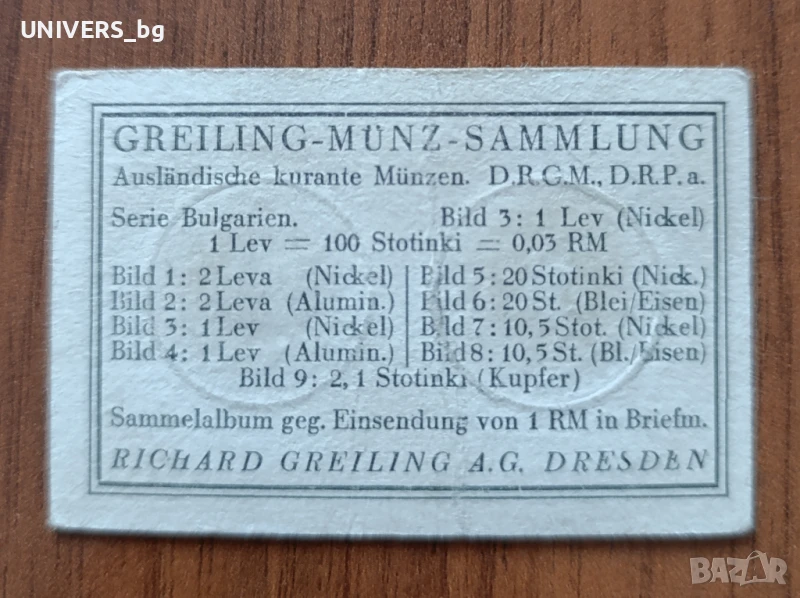 UNIVERS_bg
GREILING-MÜNZ-SAMMLUNG
Ausländische kurante Münzen. D.R.G.M., D.R.P. a.
Serie Bulgarien. Bild 3: 1 Lev (Nickel)
1 Lev = 100 Stotinki = 0,03 RM
Bild 1: 2 Leva (Nickel) Bild 5: 20 Stotinki (Nick.)
Bild 2: 2 Leva (Alumin.) Bild 6: 20 St. (Blei/Eisen)
Bild 3: 1 Lev (Nickel) Bild 7: 10, 5 Stot. (Nickel)
Bild 4: 1 Lev (Alumin.) Bild 8: 10, 5 St. (Bl./Eisen)
Bild 9: 2, 1 Stotinki (Kupfer)
Sammelalbum geg. Einsendung von 1 RM in Briefm.
RICHARD GREILING A.G. DRESDEN
BAZAR